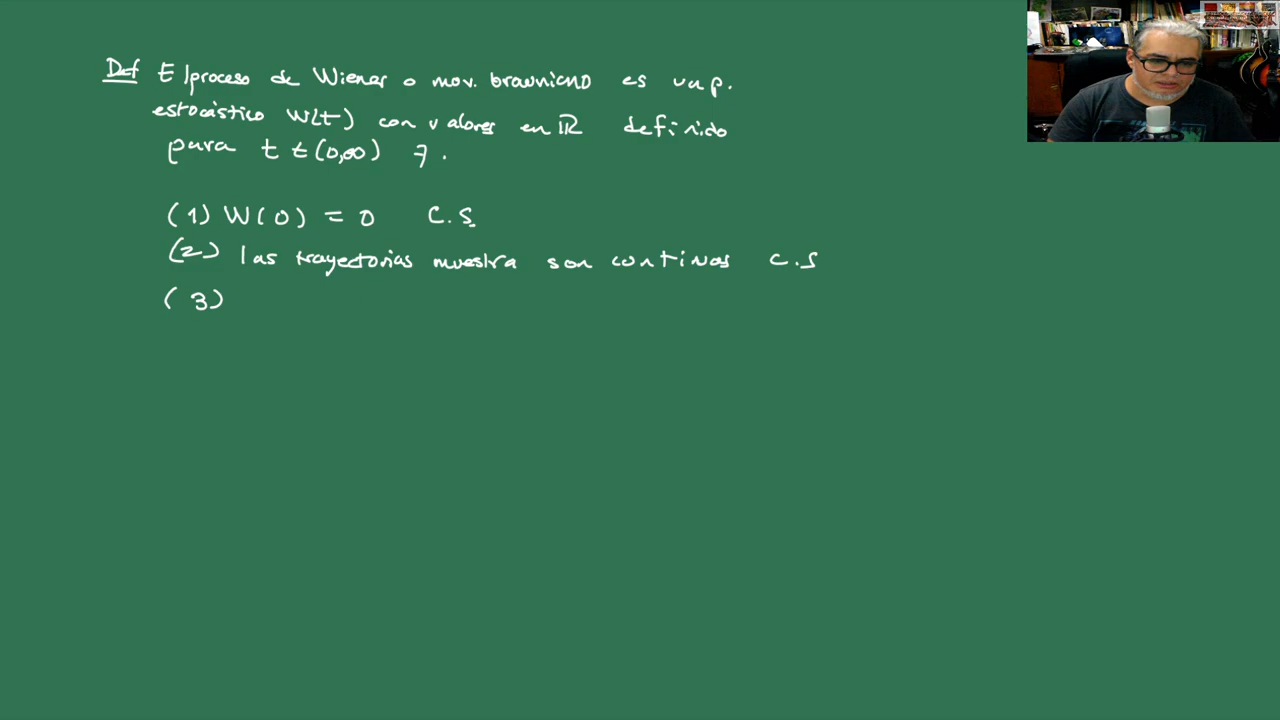 Def El proceso de Wiener o mov. browniano es un p.
estocástico W(t) con valores en ℝ definido
para t ∈ (0,∞) y.
(1) W(0) = 0 C.S.
(2) las trayectorias muestra son continuas C.S
(3)